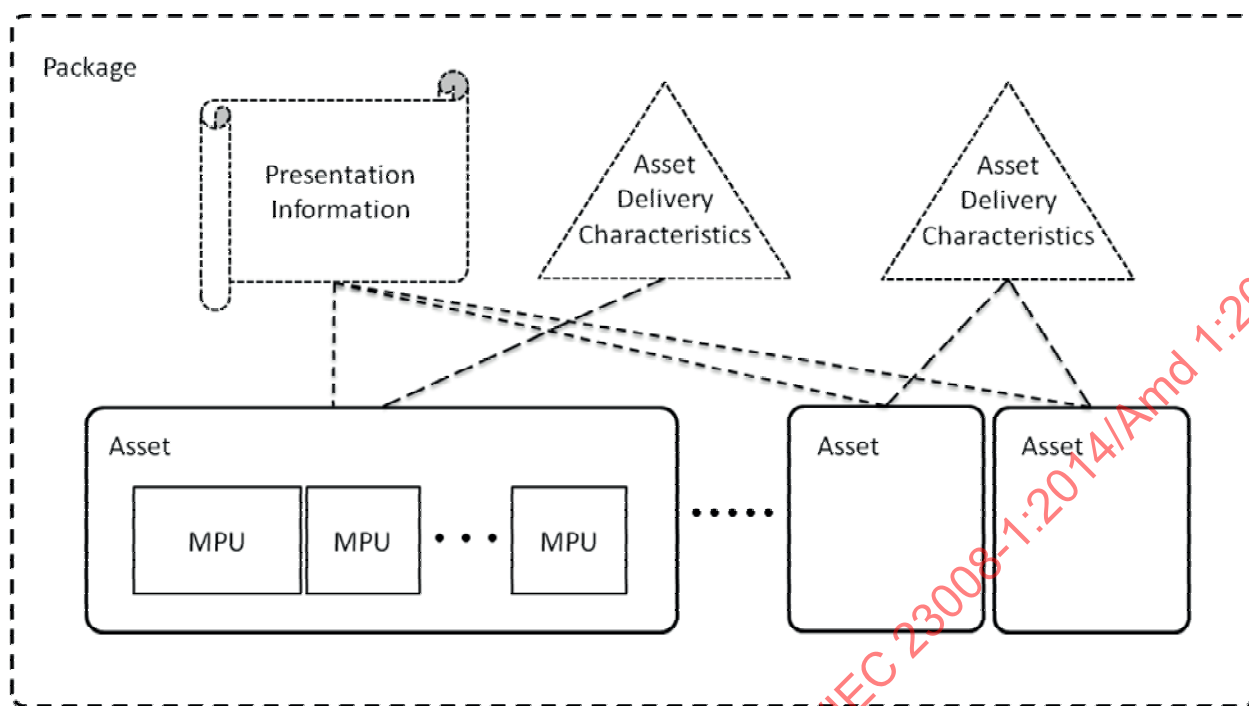 Package
Presentation
Information
Asset
Delivery
Characteristics
Asset
Delivery
Characteristics
Asset
MPU
MPU
MPU
Asset
Asset
IEC 23008-1:2014/Amd 1:20